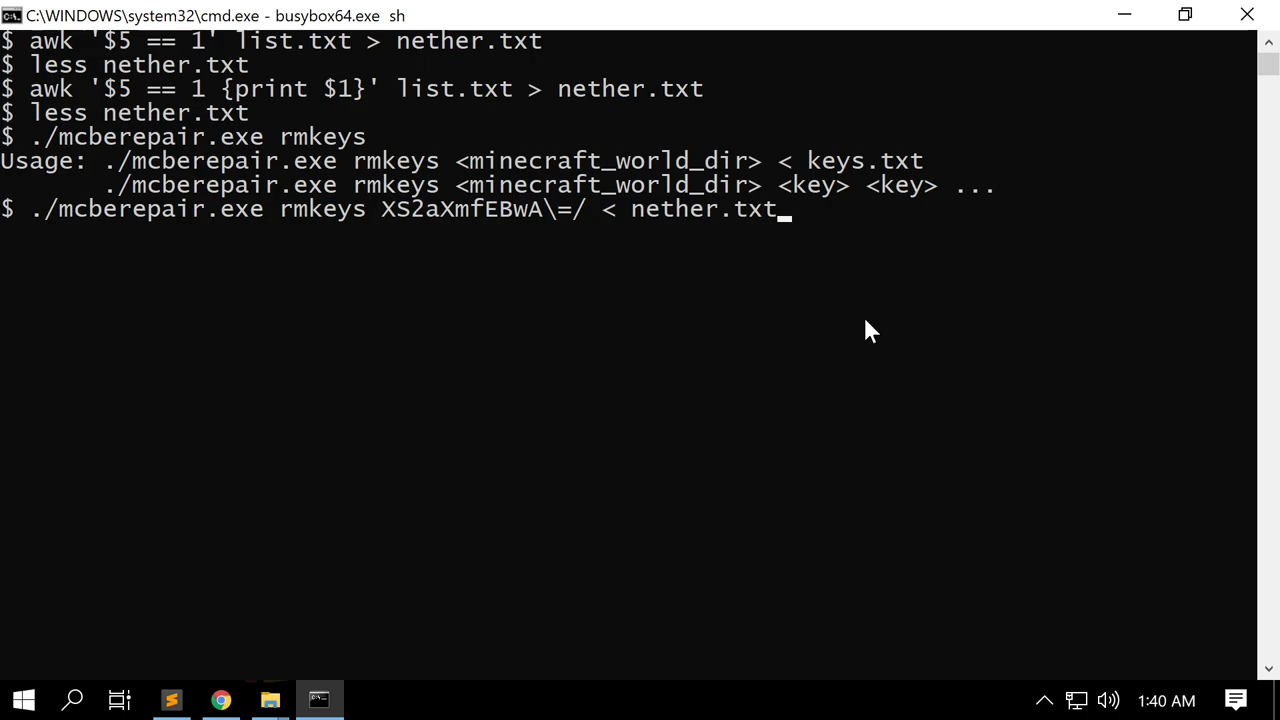 C:\WINDOWS\system32\cmd.exe - busybox64.exe sh
$ awk '$5 == 1' list.txt > nether.txt
$ less nether.txt
$ awk '$5 == 1 {print $1}' list.txt > nether.txt
$ less nether.txt
$ ./mcberepair.exe rmkeys
Usage: ./mcberepair.exe rmkeys <minecraft_world_dir> < keys.txt
./mcberepair.exe rmkeys <minecraft_world_dir> <key> <key> ...
$ ./mcberepair.exe rmkeys XS2aXmfEBwA\=/ < nether.txt_
1:40 AM